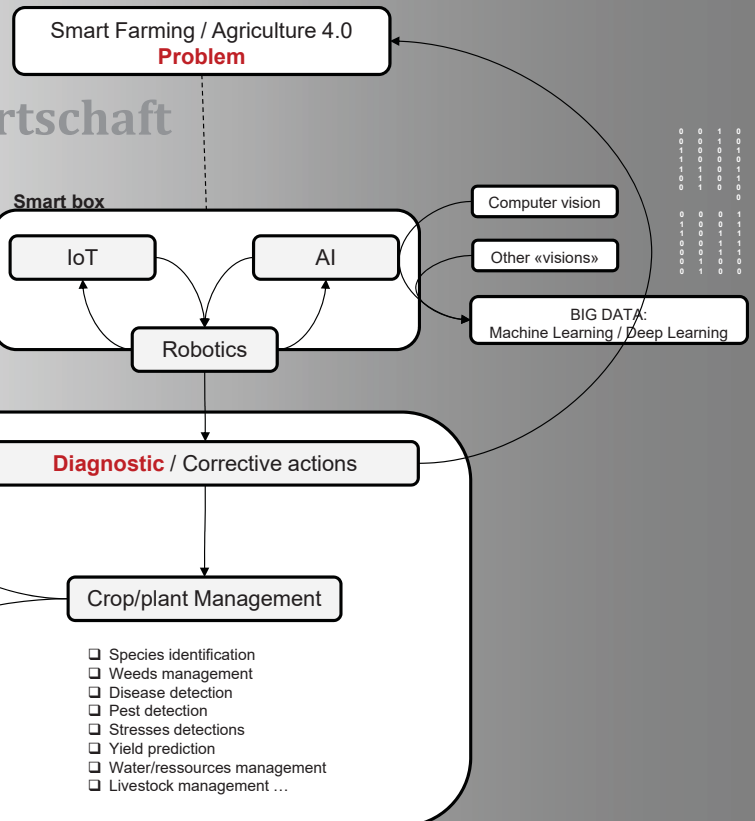 Smart Farming / Agriculture 4.0
Problem
rtschaft
Smart box
IoT
AI
Robotics
Computer vision
Other «visions»
BIG DATA:
Machine Learning / Deep Learning
Diagnostic / Corrective actions
Crop/plant Management
Species identification
Weeds management
Disease detection
Pest detection
Stresses detections
Yield prediction
Water/ressources management
Livestock management …